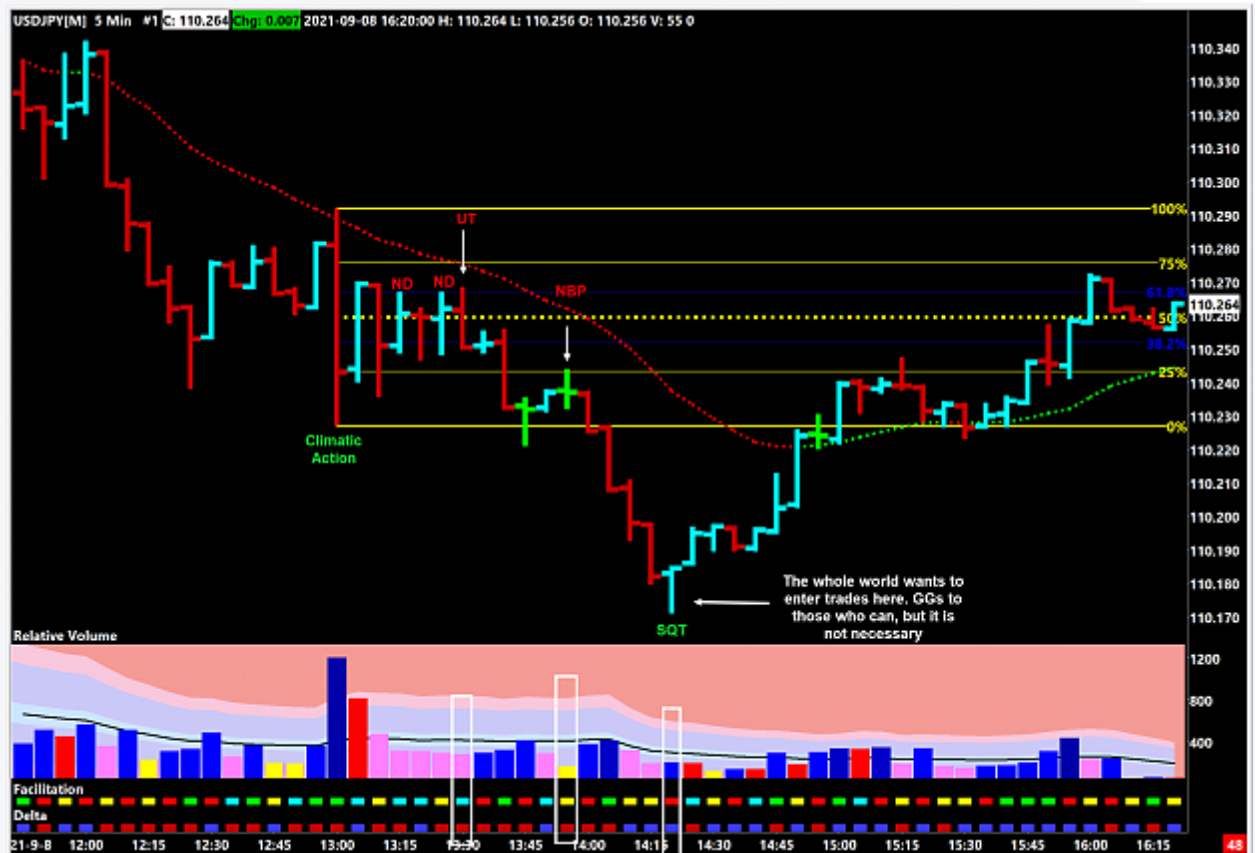 USDJPY[M] 5 Min #1 C: 110.264 Chg: 0.007 2021-09-08 16:20:00 H: 110.264 L: 110.256 O: 110.256 V: 55 0
110.340
110.330
110.320
110.310
110.300
100%
110.290
UT
110.280
75%
ND
ND
110.270
NBP
61.8%
110.264
50%
110.260
38.2%
110.250
25%
110.240
0%
110.230
Climatic
Action
110.220
110.210
110.200
110.190
The whole world wants to
enter trades here. GGs to
those who can, but it is
not necessary
110.180
110.170
SQT
Relative Volume
1200
800
400
Facilitation
Delta
21-9-8 12:00 12:15 12:30 12:45 13:00 13:15 13:30 13:45 14:00 14:15 14:30 14:45 15:00 15:15 15:30 15:45 16:00 16:15 48